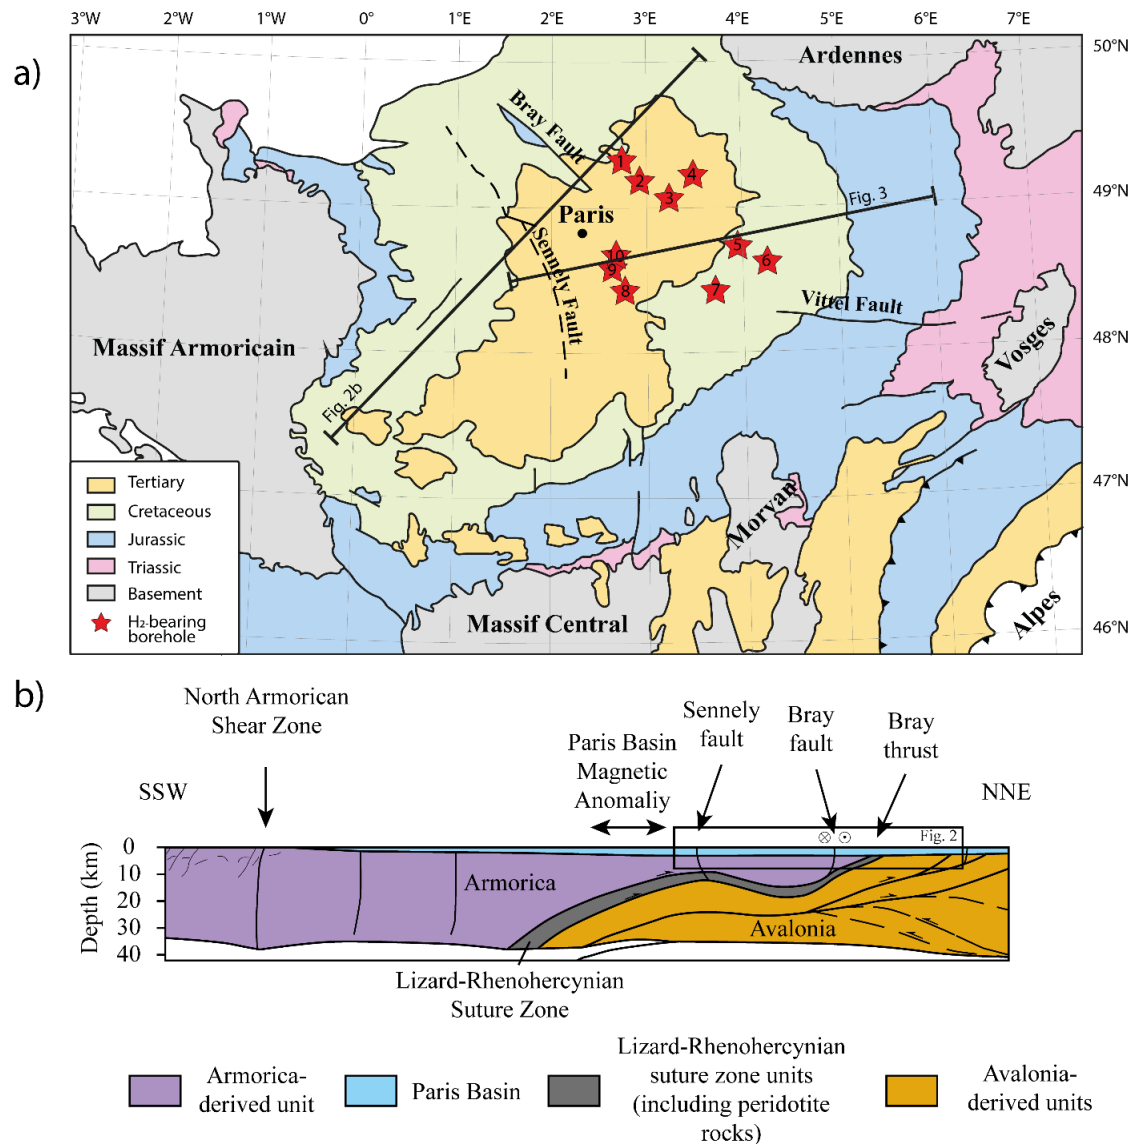 3°W 2°W 1°W 0° 1°E 2°E 3°E 4°E 5°E 6°E 7°E
a)
50°N
Ardennes
Bray Fault
1
2
4
3
49°N
Fig. 3
Paris
Sennely Fault
10
9
8
5
6
7
Vittel Fault
48°N
Massif Armoricain
Vosges
Fig. 2b
47°N
Tertiary
Cretaceous
Jurassic
Triassic
Basement
H₂-bearing
borehole
Morvan
Massif Central
Alpes
46°N
b)
North Armorican
Shear Zone
Paris Basin
Magnetic
Anomaliy
Sennely
fault
Bray
fault
Bray
thrust
SSW
NNE
Fig. 2
Depth (km)
0
10
20
30
40
Armorica
Avalonia
Lizard-Rhenohercynian
Suture Zone
Armorica-
derived unit
Paris Basin
Lizard-Rhenohercynian
suture zone units
(including peridotite
rocks)
Avalonia-
derived units